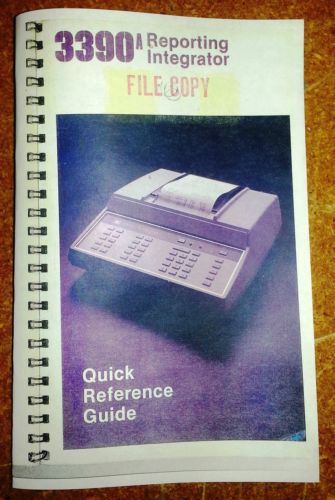 3390A Reporting
Integrator
FILE COPY
Quick
Reference
Guide